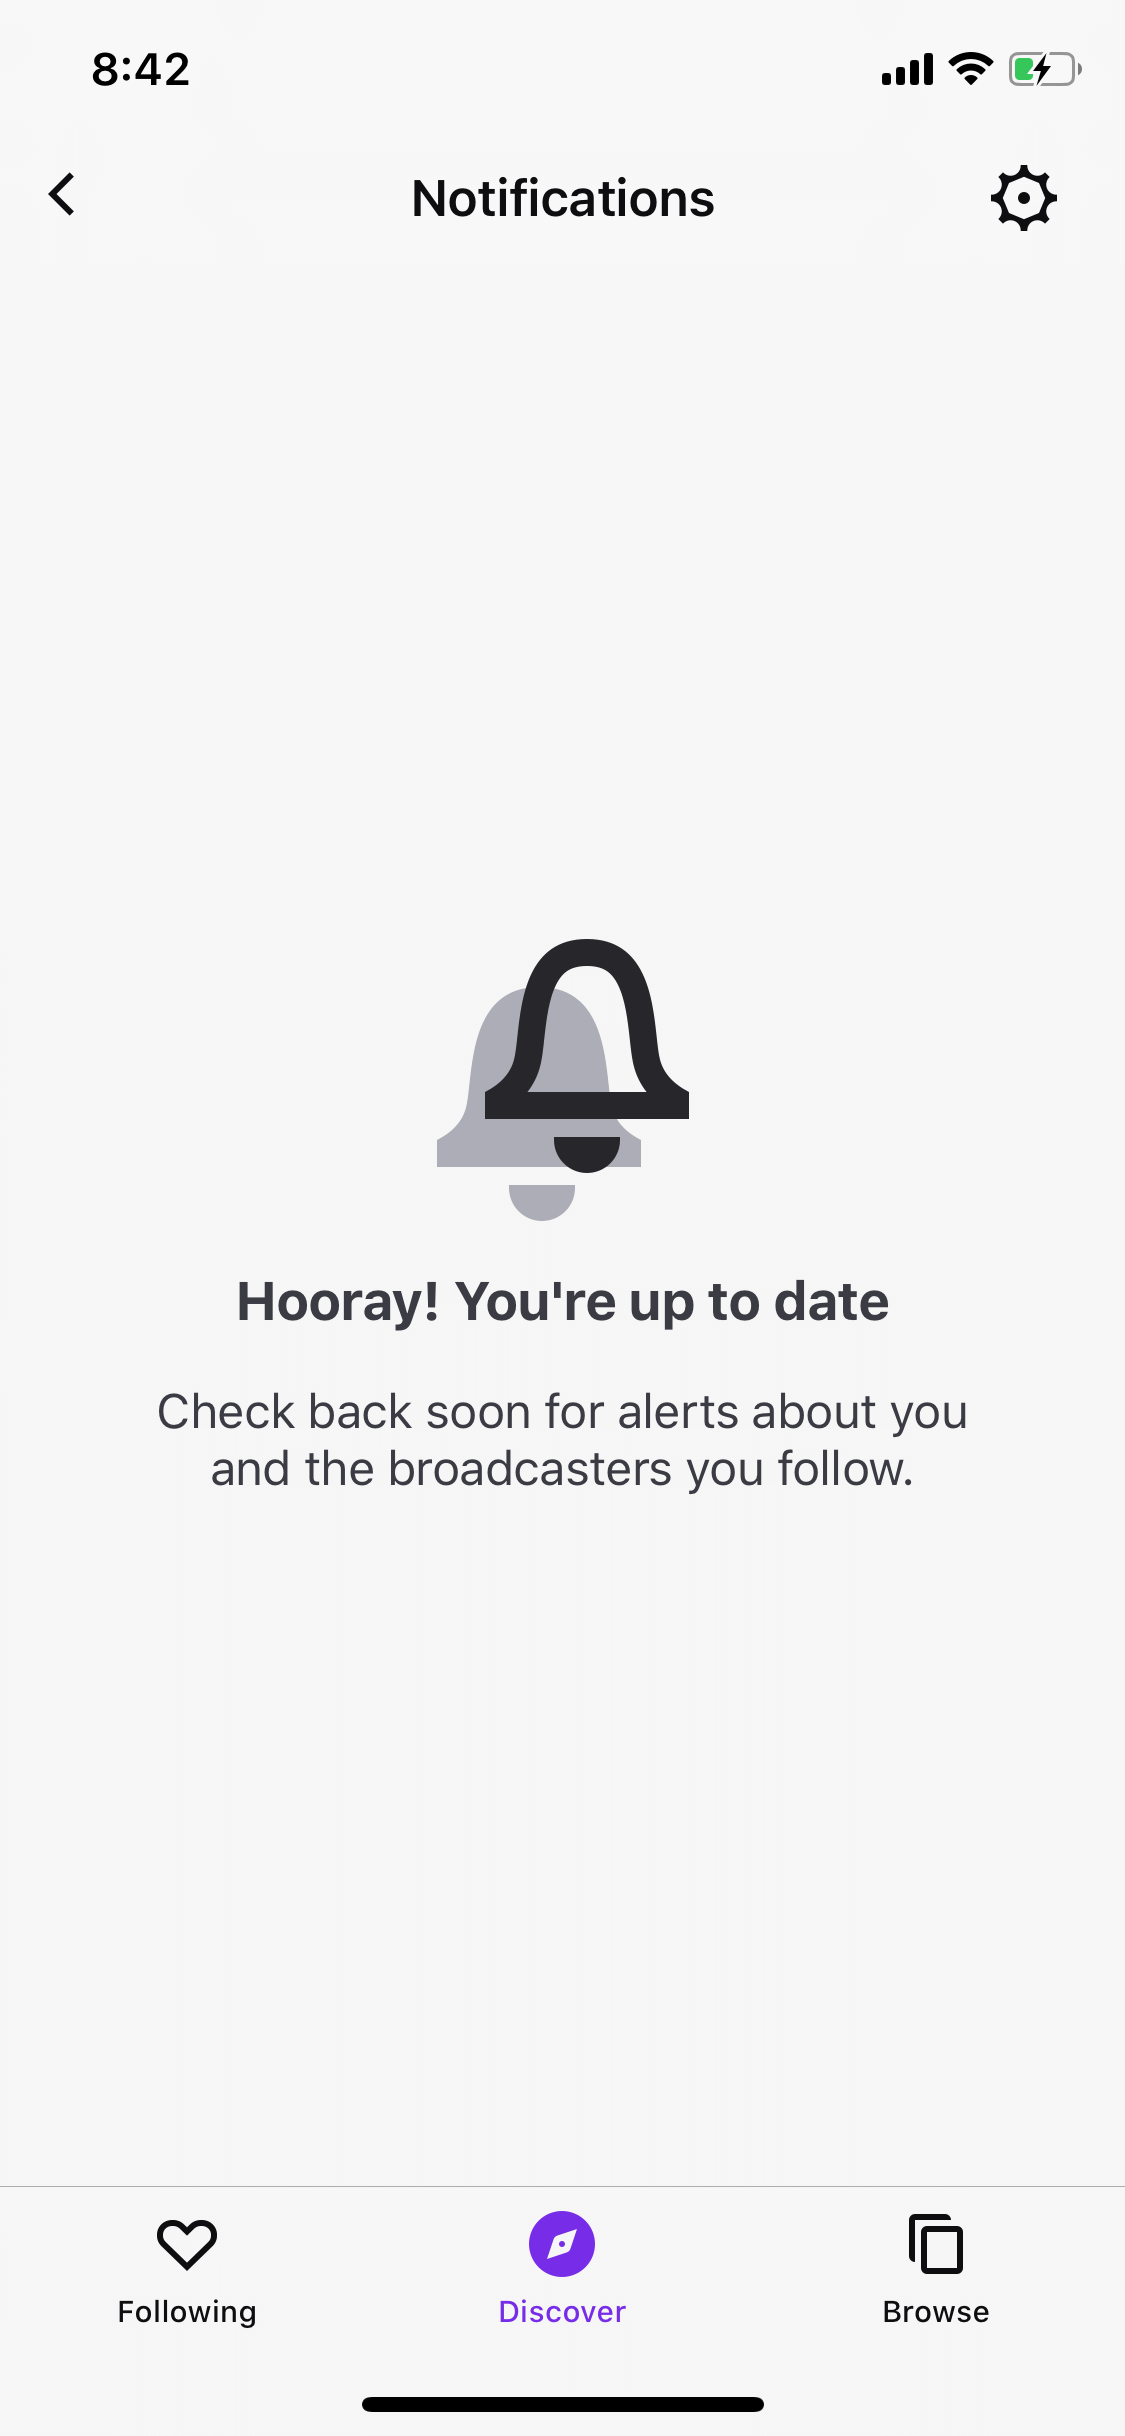 8:42
Notifications
Hooray! You're up to date
Check back soon for alerts about you
and the broadcasters you follow.
Following
Discover
Browse